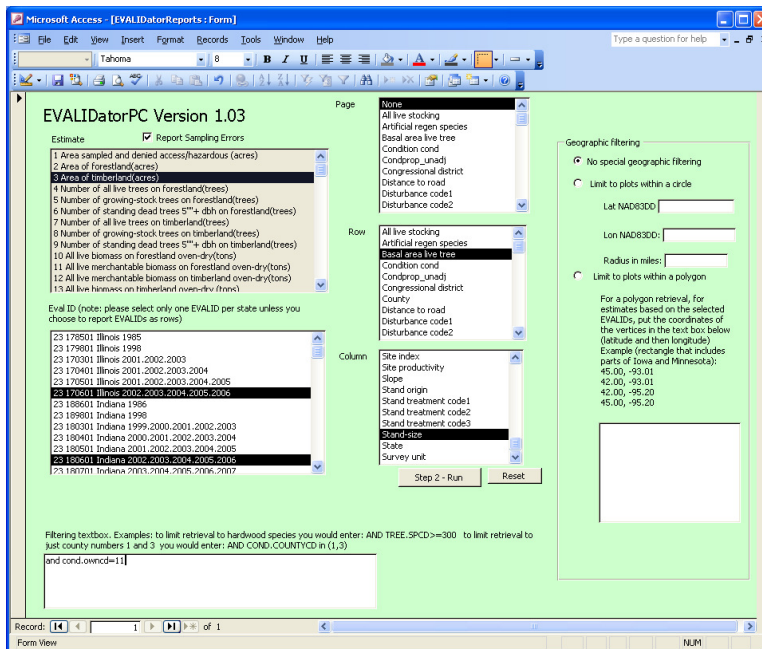 Microsoft Access - [EVALIDatorReports : Form]
File Edit View Insert Format Records Tools Window Help
Type a question for help
Tahoma 8 B I U
EVALIDatorPC Version 1.03
Estimate
Report Sampling Errors
1 Area sampled and denied access/hazardous (acres)
2 Area of forestland(acres)
3 Area of timberland(acres)
4 Number of all live trees on forestland(trees)
5 Number of growing-stock trees on forestland(trees)
6 Number of standing dead trees 5""+ dbh on forestland(trees)
7 Number of all live trees on timberland(trees)
8 Number of growing-stock trees on timberland(trees)
9 Number of standing dead trees 5""+ dbh on timberland(trees)
10 All live biomass on forestland oven-dry(tons)
11 All live merchantable biomass on forestland oven-dry(tons)
12 All live merchantable biomass on timberland oven-dry(tons)
13 All live biomass on timberland oven-dry(tons)
Eval ID (note: please select only one EVALID per state unless you
choose to report EVALIDs as rows)
23 178501 Illinois 1985
23 179801 Illinois 1998
23 170301 Illinois 2001.2002.2003
23 170401 Illinois 2001.2002.2003.2004
23 170501 Illinois 2001.2002.2003.2004.2005
23 170601 Illinois 2002.2003.2004.2005.2006
23 188601 Indiana 1986
23 189801 Indiana 1998
23 180301 Indiana 1999.2000.2001.2002.2003
23 180401 Indiana 2000.2001.2002.2003.2004
23 180501 Indiana 2001.2002.2003.2004.2005
23 180601 Indiana 2002.2003.2004.2005.2006
23 180701 Indiana 2003.2004.2005.2006.2007
Page
None
All live stocking
Artificial regen species
Basal area live tree
Condition cond
Condprop_unadj
Congressional district
Distance to road
Disturbance code1
Disturbance code2
Row
All live stocking
Artificial regen species
Basal area live tree
Condition cond
Condprop_unadj
Congressional district
County
Distance to road
Disturbance code1
Disturbance code2
Column
Site index
Site productivity
Slope
Stand origin
Stand treatment code1
Stand treatment code2
Stand treatment code3
Stand-size
State
Survey unit
Step 2 - Run
Reset
Geographic filtering
No special geographic filtering
Limit to plots within a circle
Lat NAD83DD
Lon NAD83DD:
Radius in miles:
Limit to plots within a polygon
For a polygon retrieval, for
estimates based on the selected
EVALIDs, put the coordinates of
the vertices in the text box below
(latitude and then longitude)
Example (rectangle that includes
parts of Iowa and Minnesota):
45.00, -93.01
42.00, -93.01
42.00, -95.20
45.00, -95.20
Filtering textbox. Examples: to limit retrieval to hardwood species you would enter: AND TREE.SPCD>=300 to limit retrieval to
just county numbers 1 and 3 you would enter: AND COND.COUNTYCD in (1,3)
and cond.owncd=11
Record: 1 of 1
Form View
NUM